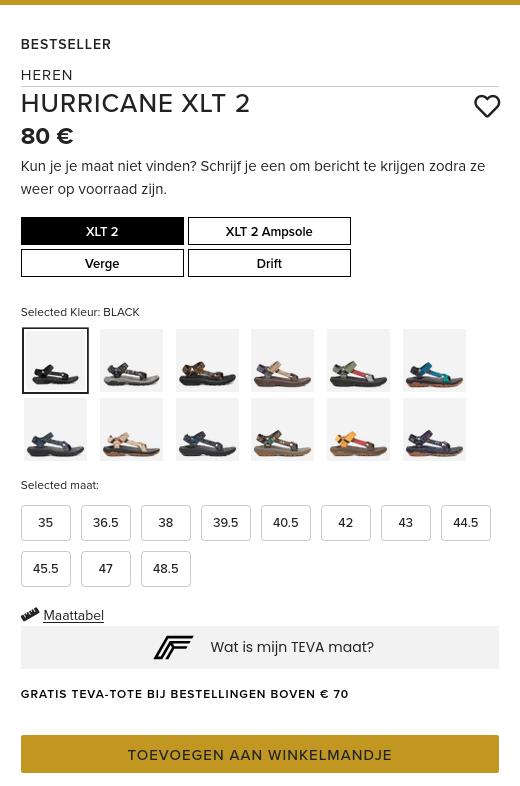 BESTSELLER
HEREN
HURRICANE XLT 2
80 €
Kun je je maat niet vinden? Schrijf je een om bericht te krijgen zodra ze
weer op voorraad zijn.
XLT 2
XLT 2 Ampsole
Verge
Drift
Selected Kleur: BLACK
Selected maat:
35
36.5
38
39.5
40.5
42
43
44.5
45.5
47
48.5
Maattabel
Wat is mijn TEVA maat?
GRATIS TEVA-TOTE BIJ BESTELLINGEN BOVEN € 70
TOEVOEGEN AAN WINKELMANDJE